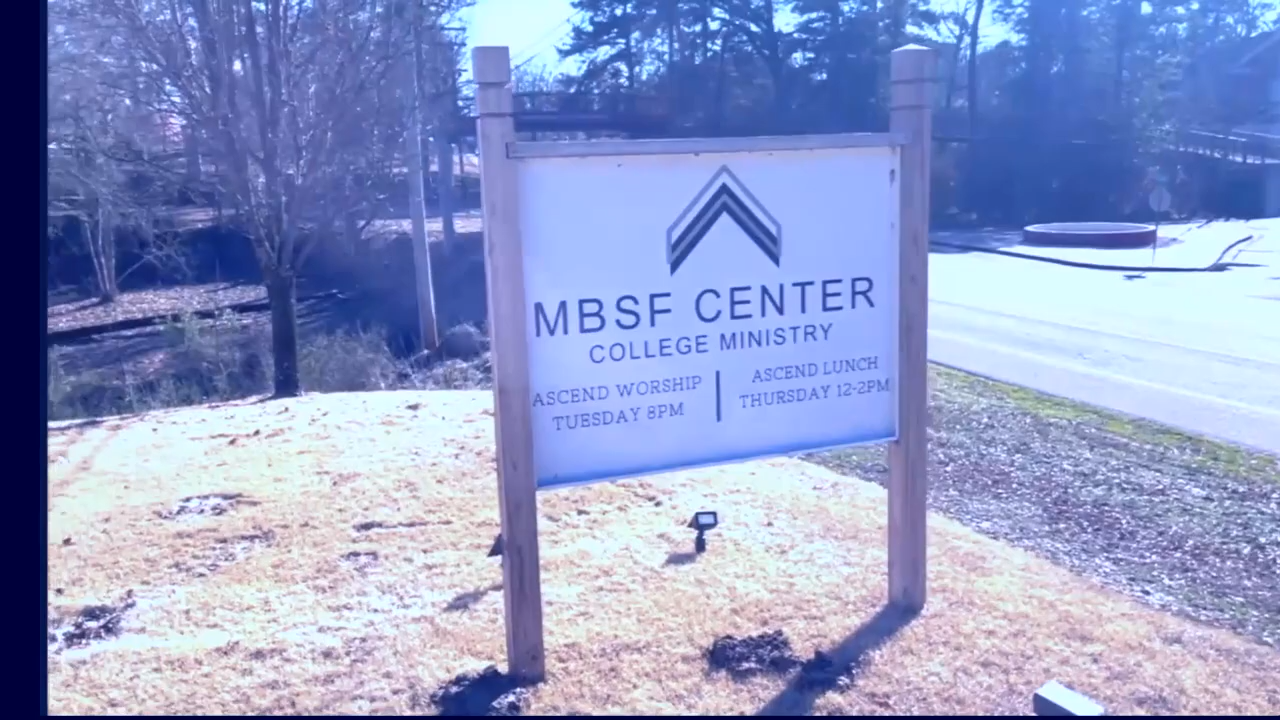 MBSF CENTER
COLLEGE MINISTRY
ASCEND WORSHIP
TUESDAY 8PM
ASCEND LUNCH
THURSDAY 12-2PM